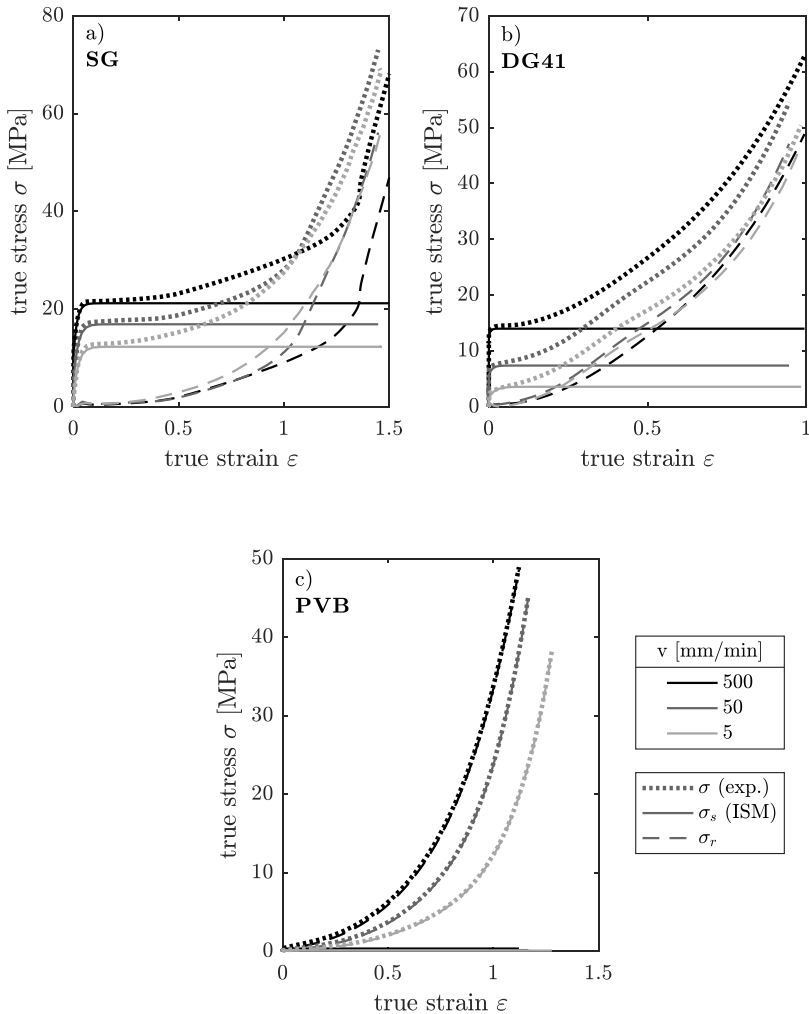 a)
SG
80
60
40
20
0
0
0.5
1
1.5
true stress σ [MPa]
true strain ε
b)
DG41
70
60
50
40
30
20
10
0
0
0.5
1
true stress σ [MPa]
true strain ε
c)
PVB
50
40
30
20
10
0
0
0.5
1
1.5
true stress σ [MPa]
true strain ε
v [mm/min]
500
50
5
σ (exp.)
σₛ (ISM)
σᵣ